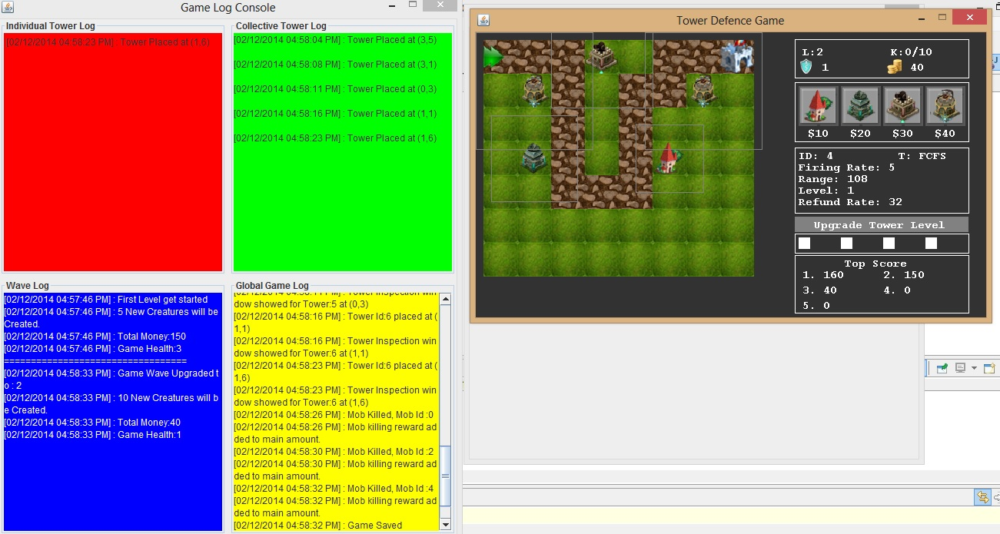 Game Log Console
Individual Tower Log
[02/12/2014 04:58:23 PM] : Tower Placed at (1,6)
Collective Tower Log
[02/12/2014 04:58:04 PM] : Tower Placed at (3,5)
[02/12/2014 04:58:08 PM] : Tower Placed at (3,1)
[02/12/2014 04:58:11 PM] : Tower Placed at (0,3)
[02/12/2014 04:58:16 PM] : Tower Placed at (1,1)
[02/12/2014 04:58:23 PM] : Tower Placed at (1,6)
Wave Log
[02/12/2014 04:57:46 PM] : First Level get started
[02/12/2014 04:57:46 PM] : 5 New Creatures will be
Created.
[02/12/2014 04:57:46 PM] : Total Money:150
[02/12/2014 04:57:46 PM] : Game Health:3
==================================
[02/12/2014 04:58:33 PM] : Game Wave Upgraded t
o : 2
[02/12/2014 04:58:33 PM] : 10 New Creatures will b
e Created.
[02/12/2014 04:58:33 PM] : Total Money:40
[02/12/2014 04:58:33 PM] : Game Health:1
Global Game Log
[02/12/2014 04:58:11 PM] : Tower Inspection win
dow showed for Tower:5 at (0,3)
[02/12/2014 04:58:16 PM] : Tower Id:6 placed at (
1,1)
[02/12/2014 04:58:16 PM] : Tower Inspection win
dow showed for Tower:6 at (1,1)
[02/12/2014 04:58:23 PM] : Tower Id:6 placed at (
1,6)
[02/12/2014 04:58:23 PM] : Tower Inspection win
dow showed for Tower:6 at (1,6)
[02/12/2014 04:58:26 PM] : Mob Killed, Mob Id :0
[02/12/2014 04:58:26 PM] : Mob killing reward ad
ded to main amount.
[02/12/2014 04:58:30 PM] : Mob Killed, Mob Id :2
[02/12/2014 04:58:30 PM] : Mob killing reward ad
ded to main amount.
[02/12/2014 04:58:32 PM] : Mob Killed, Mob Id :4
[02/12/2014 04:58:32 PM] : Mob killing reward ad
ded to main amount.
[02/12/2014 04:58:32 PM] : Game Saved
Tower Defence Game
L:2 K:0/10
1 40
$10 $20 $30 $40
ID: 4 T: FCFS
Firing Rate: 5
Range: 108
Level: 1
Refund Rate: 32
Upgrade Tower Level
Top Score
1. 160 2. 150
3. 40 4. 0
5. 0